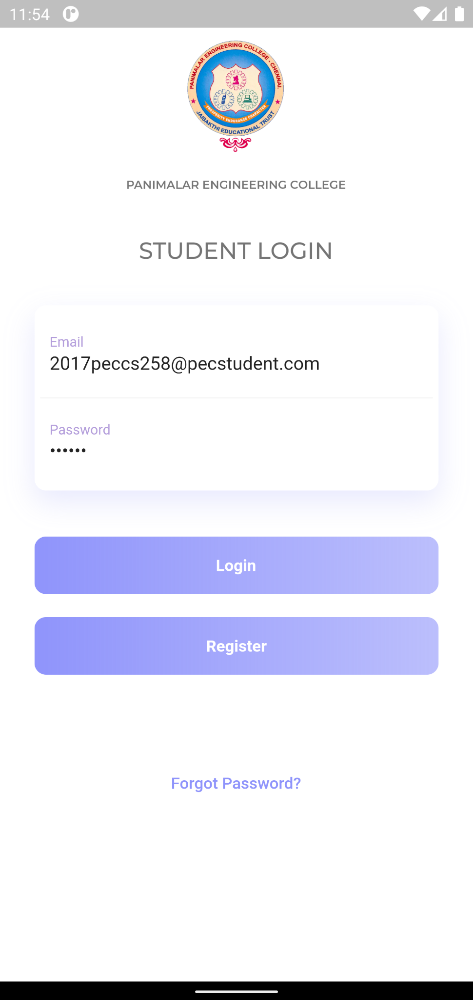 11:54
PANIMALAR ENGINEERING COLLEGE - CHENNAI.
PROSPERITY ENDURANCE CHARACTER
JAISAKTHI EDUCATIONAL TRUST
PANIMALAR ENGINEERING COLLEGE
STUDENT LOGIN
Email
2017peccs258@pecstudent.com
Password
••••••
Login
Register
Forgot Password?